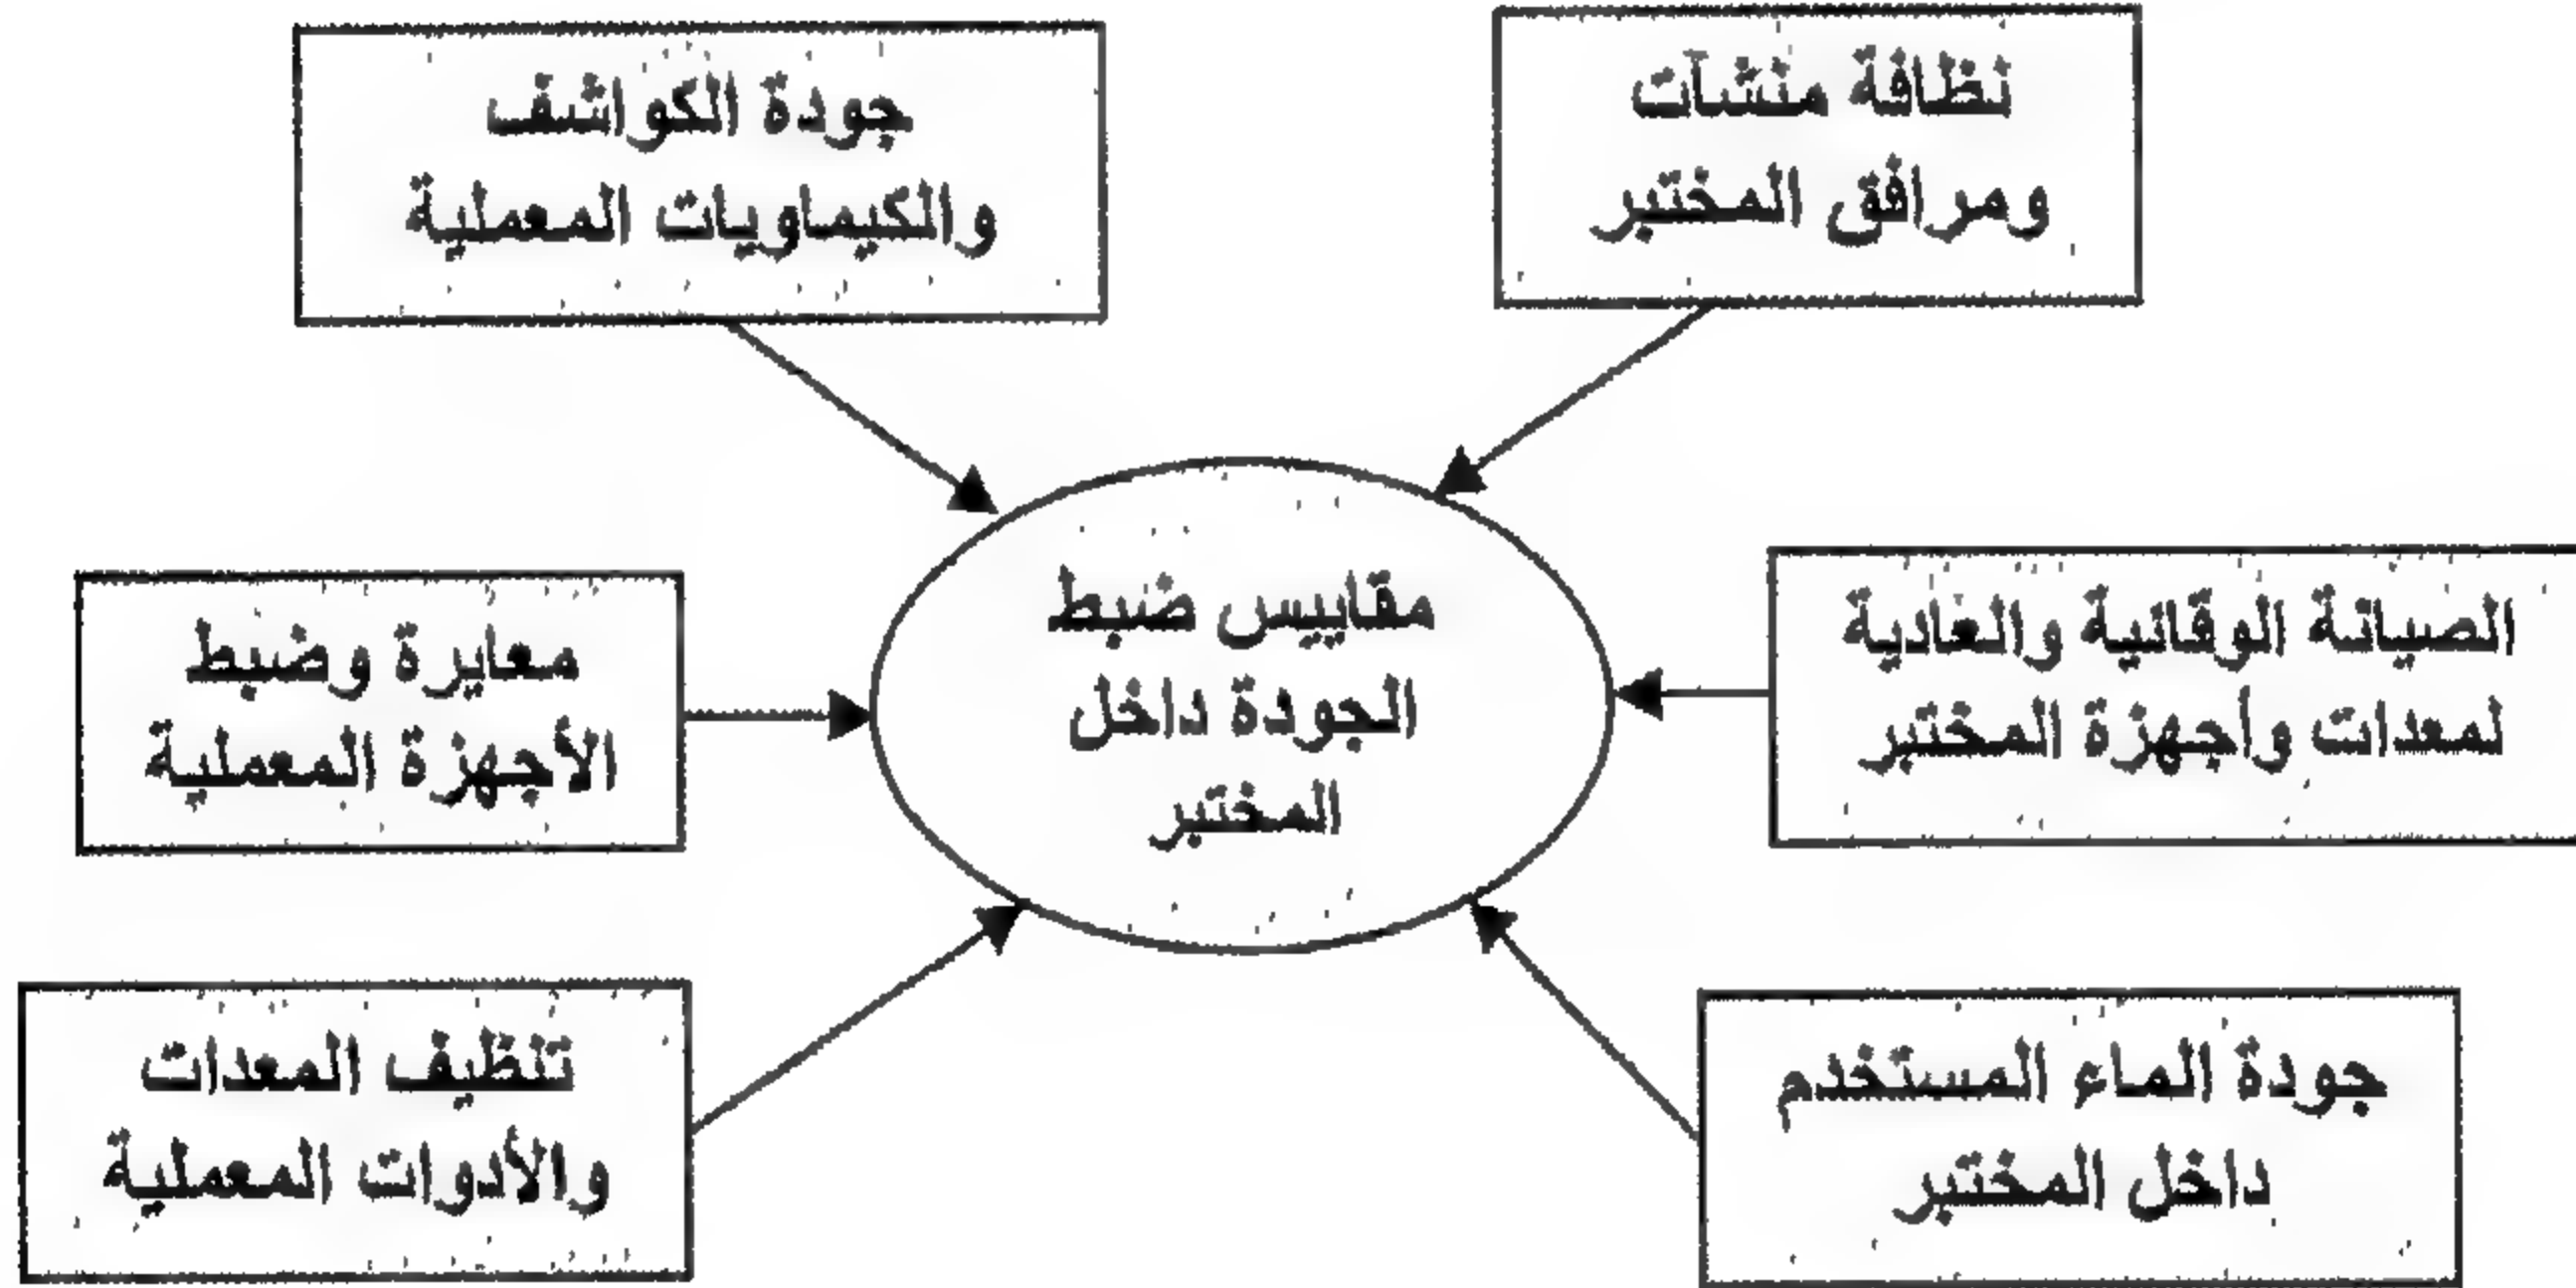 نظافة منشآت
ومرافق المختبر
جودة الكواشف
والكيماويات المعملية
مقاييس ضبط
الجودة داخل
المختبر
الصيانة الوقائية والعادية
لمعدات وأجهزة المختبر
معايرة وضبط
الأجهزة المعملية
جودة الماء المستخدم
داخل المختبر
تنظيف المعدات
والأدوات المعملية